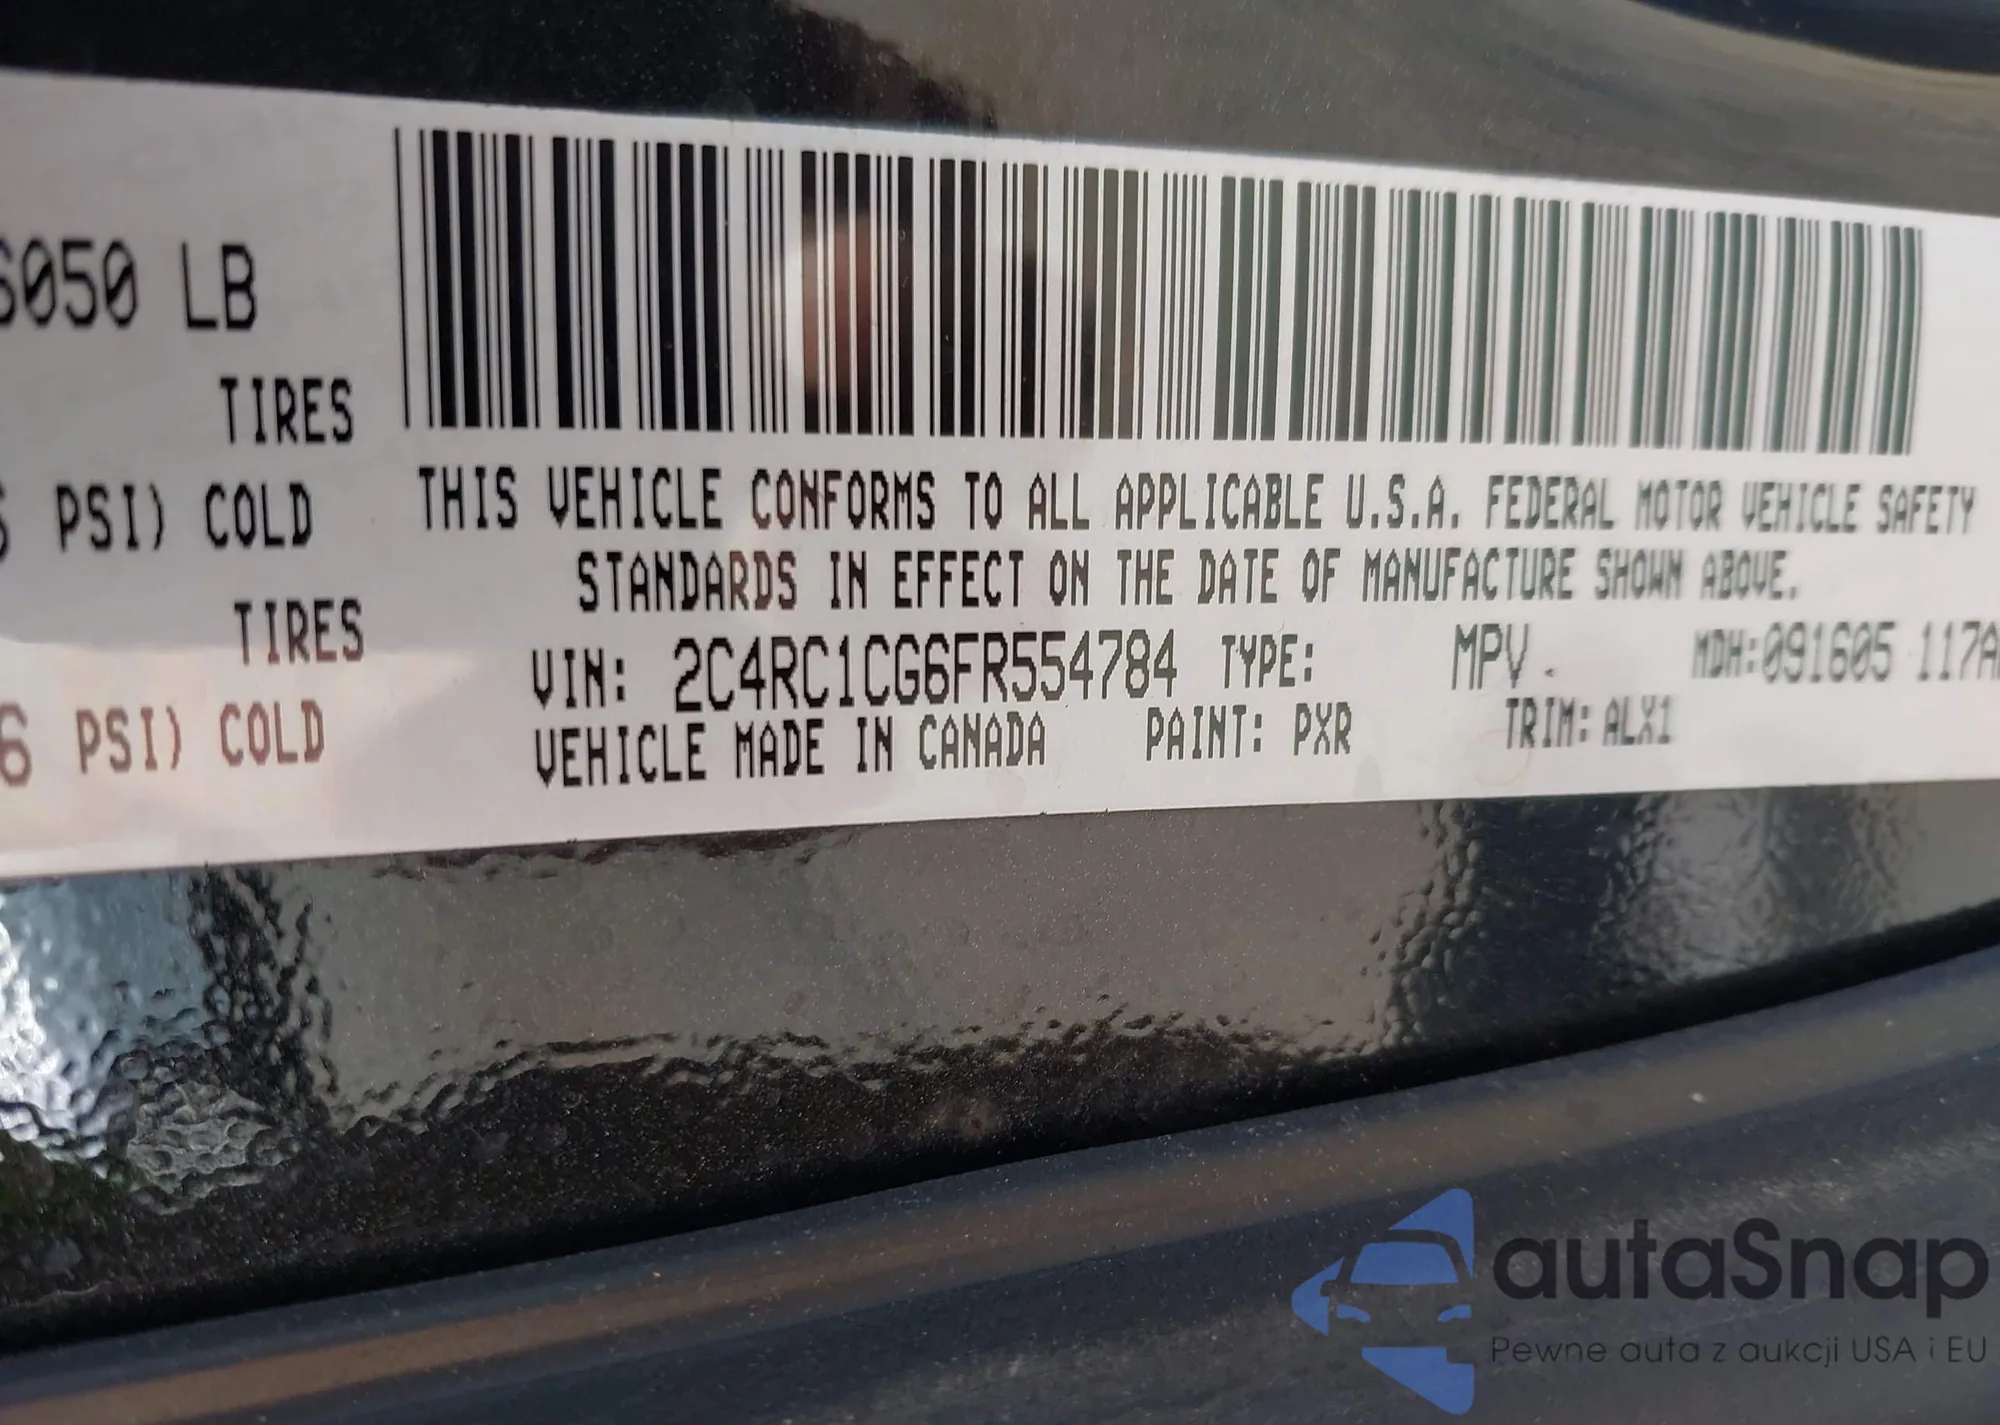 6050 LB
TIRES
PSI) COLD
TIRES
6 PSI) COLD
THIS VEHICLE CONFORMS TO ALL APPLICABLE U.S.A. FEDERAL MOTOR VEHICLE SAFETY
STANDARDS IN EFFECT ON THE DATE OF MANUFACTURE SHOWN ABOVE.
VIN: 2C4RC1CG6FR554784 TYPE: MPV. MDH:091605 117A
VEHICLE MADE IN CANADA PAINT: PXR TRIM: ALX1
autaSnap
Pewne auta z aukcji USA i EU